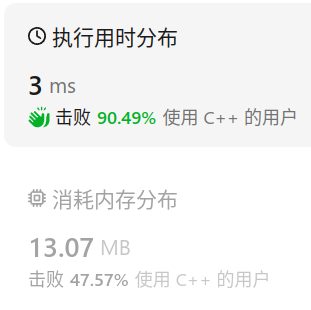 执行用时分布
3 ms
击败 90.49% 使用 C++ 的用户
消耗内存分布
13.07 MB
击败 47.57% 使用 C++ 的用户